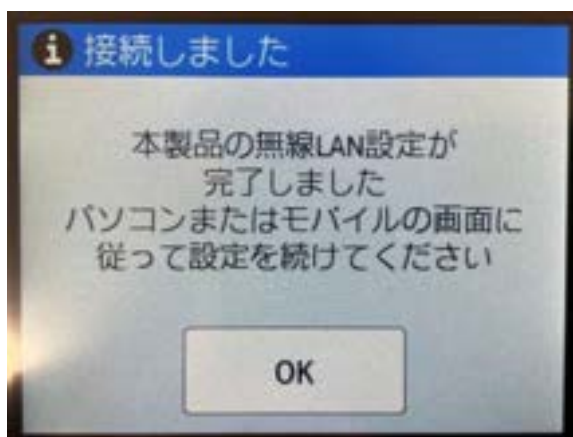 i 接続しました
本製品の無線LAN設定が
完了しました
パソコンまたはモバイルの画面に
従って設定を続けてください
OK